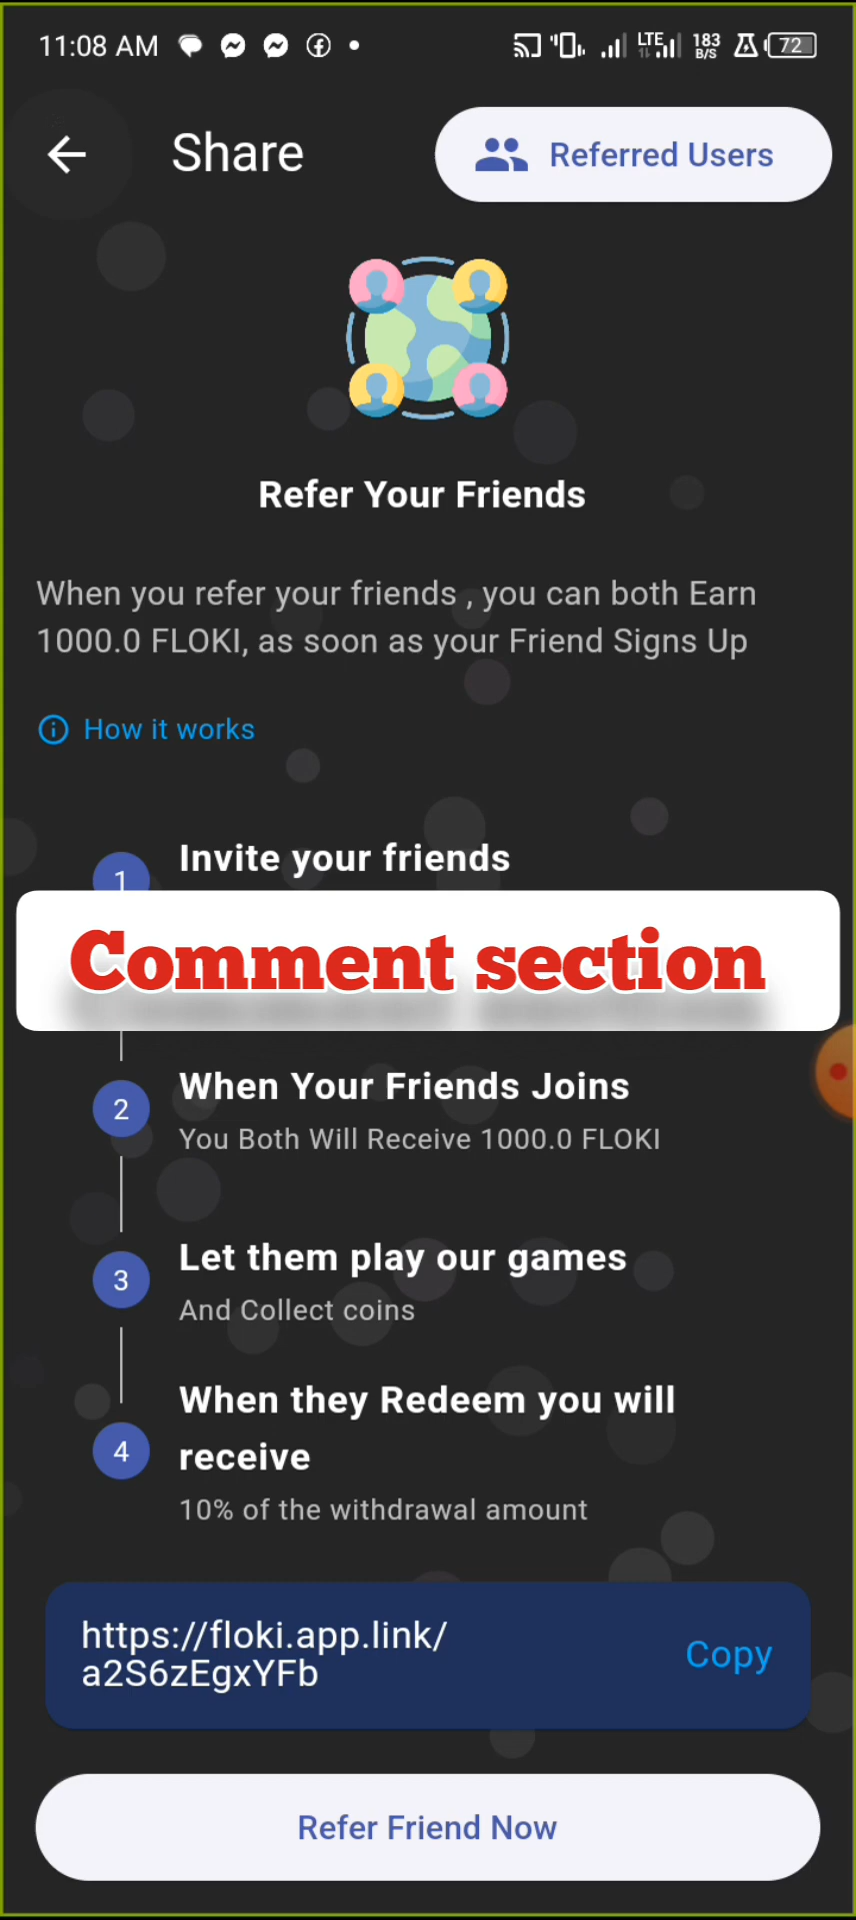 11:08 AM
LTE
183
B/S
72
Share
Referred Users
Refer Your Friends
When you refer your friends , you can both Earn
1000.0 FLOKI, as soon as your Friend Signs Up
How it works
1
Invite your friends
Comment section
2
When Your Friends Joins
You Both Will Receive 1000.0 FLOKI
3
Let them play our games
And Collect coins
4
When they Redeem you will
receive
10% of the withdrawal amount
https://floki.app.link/
a2S6zEgxYFb
Copy
Refer Friend Now